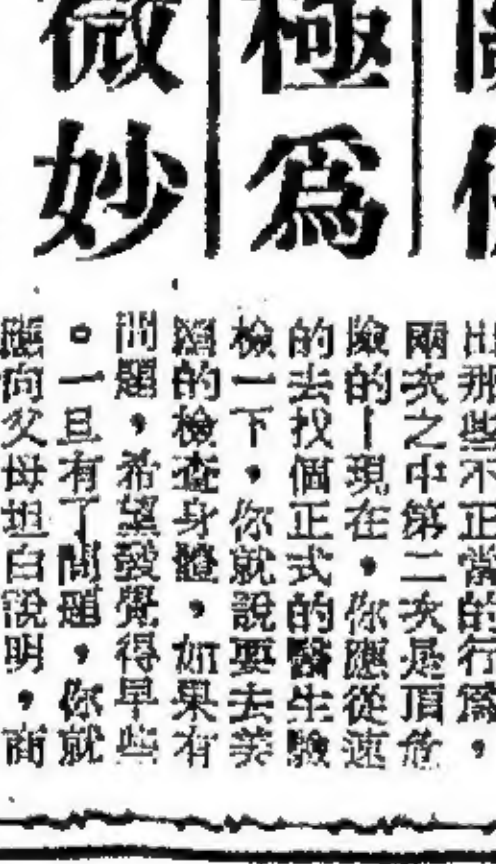 極爲
微妙
出那些不正常的行爲，
兩次之中第二次是頂危
險的—現在，你應從速
的去找個正式的醫生驗
檢一下，你就說要去美
國的檢查身體，如果有
問題，希望發覺得早些
。一旦有了問題，你就
應向父母坦白說明，商